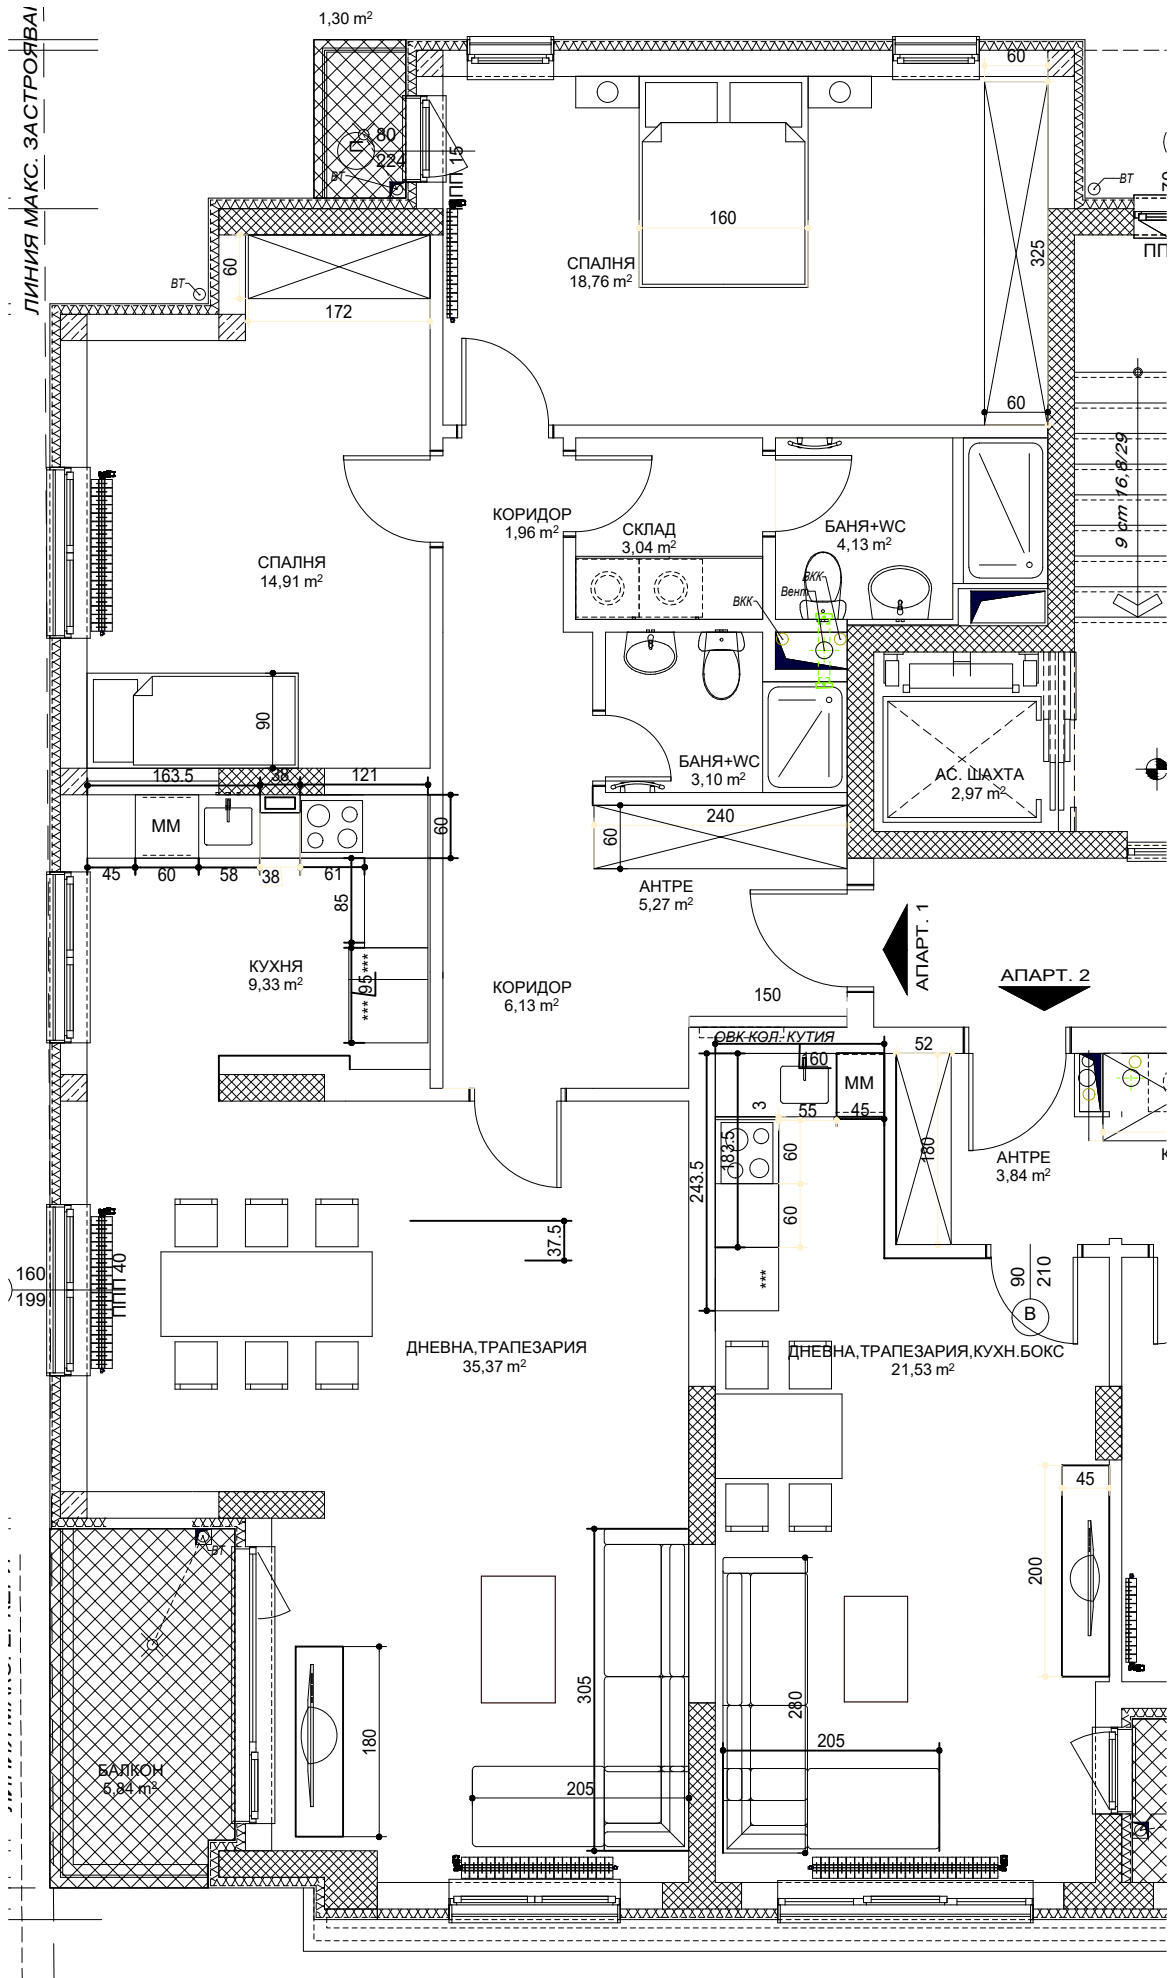 1,30 m²
ЛИНИЯ МАКС. ЗАСТРОЯВАН
60
80
224
ВТ
ПП 15
ВТ
70
160
СПАЛНЯ
18,76 m²
325
ПП
60
ВТ
172
60
9 ст 16,8/29
КОРИДОР
1,96 m²
СКЛАД
3,04 m²
БАНЯ+WC
4,13 m²
СПАЛНЯ
14,91 m²
ВКК
Вент
ВКК
90
БАНЯ+WC
3,10 m²
АС. ШАХТА
2,97 m²
163.5
38
121
ММ
60
240
60
45
60
58
38
61
85
АНТРЕ
5,27 m²
АПАРТ. 1
КУХНЯ
9,33 m²
***
95
***
КОРИДОР
6,13 m²
150
АПАРТ. 2
ОВК КОЛ. КУТИЯ
160
ММ
52
3
55
45
183.5
243.5
60
180
АНТРЕ
3,84 m²
К
60
37.5
***
90
210
В
160
199
ПП 40
ДНЕВНА,ТРАПЕЗАРИЯ
35,37 m²
ДНЕВНА,ТРАПЕЗАРИЯ,КУХН.БОКС
21,53 m²
45
200
ВТ
305
280
180
205
205
БАЛКОН
5,84 m²